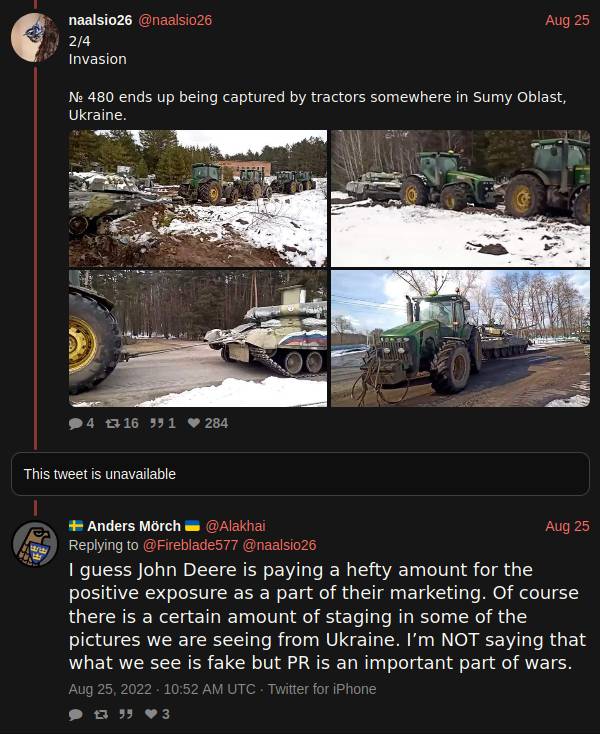 naalsio26 @naalsio26 Aug 25
2/4
Invasion
№ 480 ends up being captured by tractors somewhere in Sumy Oblast,
Ukraine.
4 16 1 284
This tweet is unavailable
Anders Mörch @Alakhai Aug 25
Replying to @Fireblade577 @naalsio26
I guess John Deere is paying a hefty amount for the
positive exposure as a part of their marketing. Of course
there is a certain amount of staging in some of the
pictures we are seeing from Ukraine. I’m NOT saying that
what we see is fake but PR is an important part of wars.
Aug 25, 2022 · 10:52 AM UTC · Twitter for iPhone
3